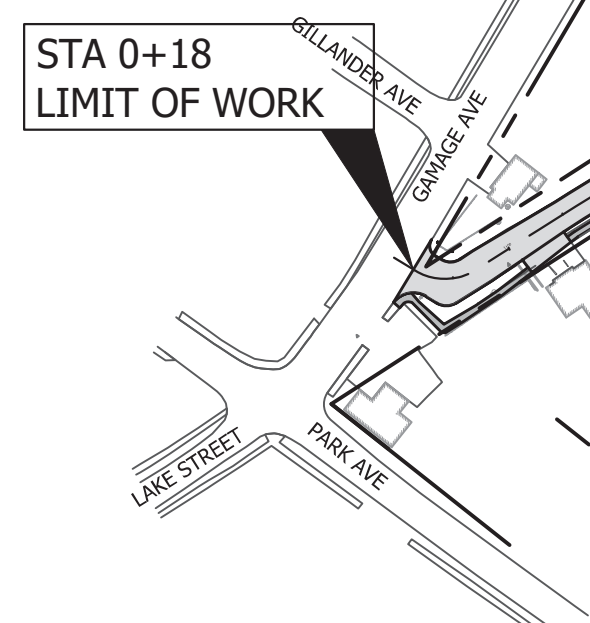 STA 0+18
LIMIT OF WORK
GILLANDER AVE
GAMAGE AVE
LAKE STREET
PARK AVE